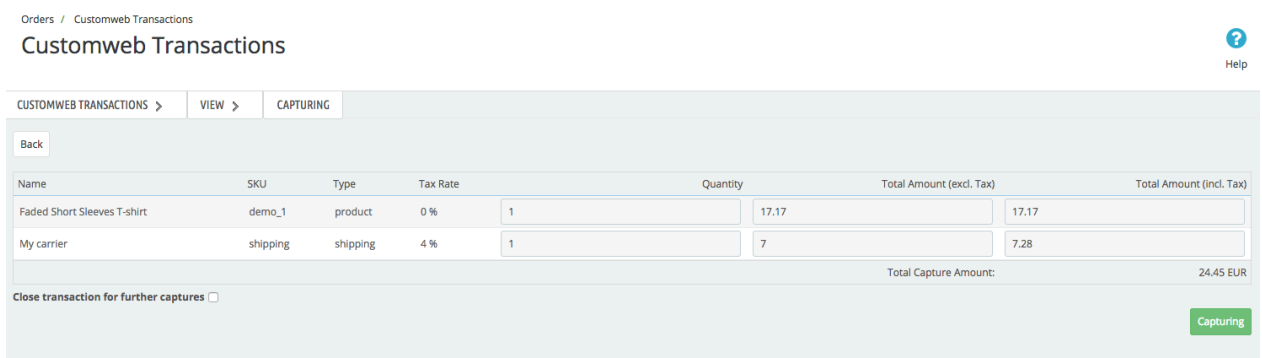 Orders / Customweb Transactions
Customweb Transactions
Help
CUSTOMWEB TRANSACTIONS > VIEW > CAPTURING
Back
Name SKU Type Tax Rate Quantity Total Amount (excl. Tax) Total Amount (incl. Tax)
Faded Short Sleeves T-shirt demo_1 product 0 % 1 17.17 17.17
My carrier shipping shipping 4 % 1 7 7.28
Total Capture Amount: 24.45 EUR
Close transaction for further captures
Capturing